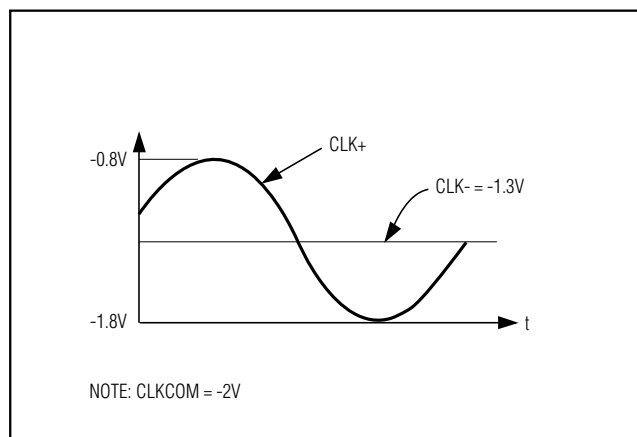 CLK+
-0.8V
CLK- = -1.3V
-1.8V
t
NOTE: CLKCOM = -2V